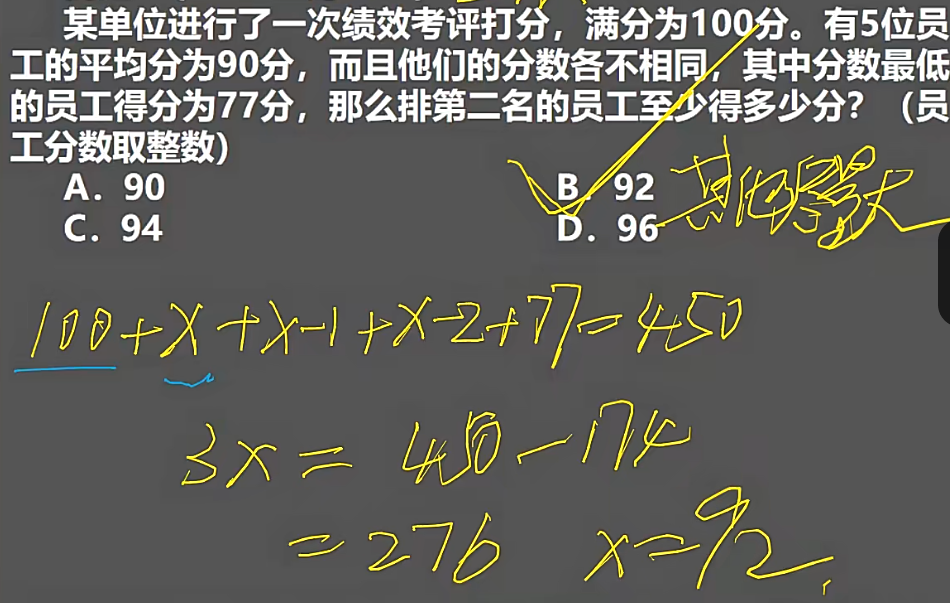 某单位进行了一次绩效考评打分，满分为100分。有5位员
工的平均分为90分，而且他们的分数各不相同，其中分数最低
的员工得分为77分，那么排第二名的员工至少得多少分？（员
工分数取整数）
A. 90 B. 92
C. 94 D. 96
其他尽量大
100+x+x-1+x-2+77=450
3x=450-174
=276 x=92